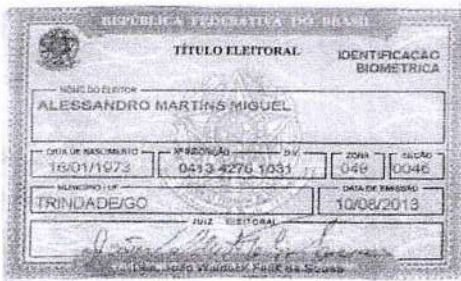 REPÚBLICA FEDERATIVA DO BRASIL
TÍTULO ELEITORAL
IDENTIFICAÇÃO
BIOMÉTRICA
NOME DO ELEITOR
ALESSANDRO MARTINS MIGUEL
DATA DE NASCIMENTO Nº INSCRIÇÃO D.V. ZONA SEÇÃO
16/01/1973 0413 4276 1031 049 0046
MUNICÍPIO / UF DATA DE EMISSÃO
TRINDADE/GO 10/06/2013
JUIZ ELEITORAL